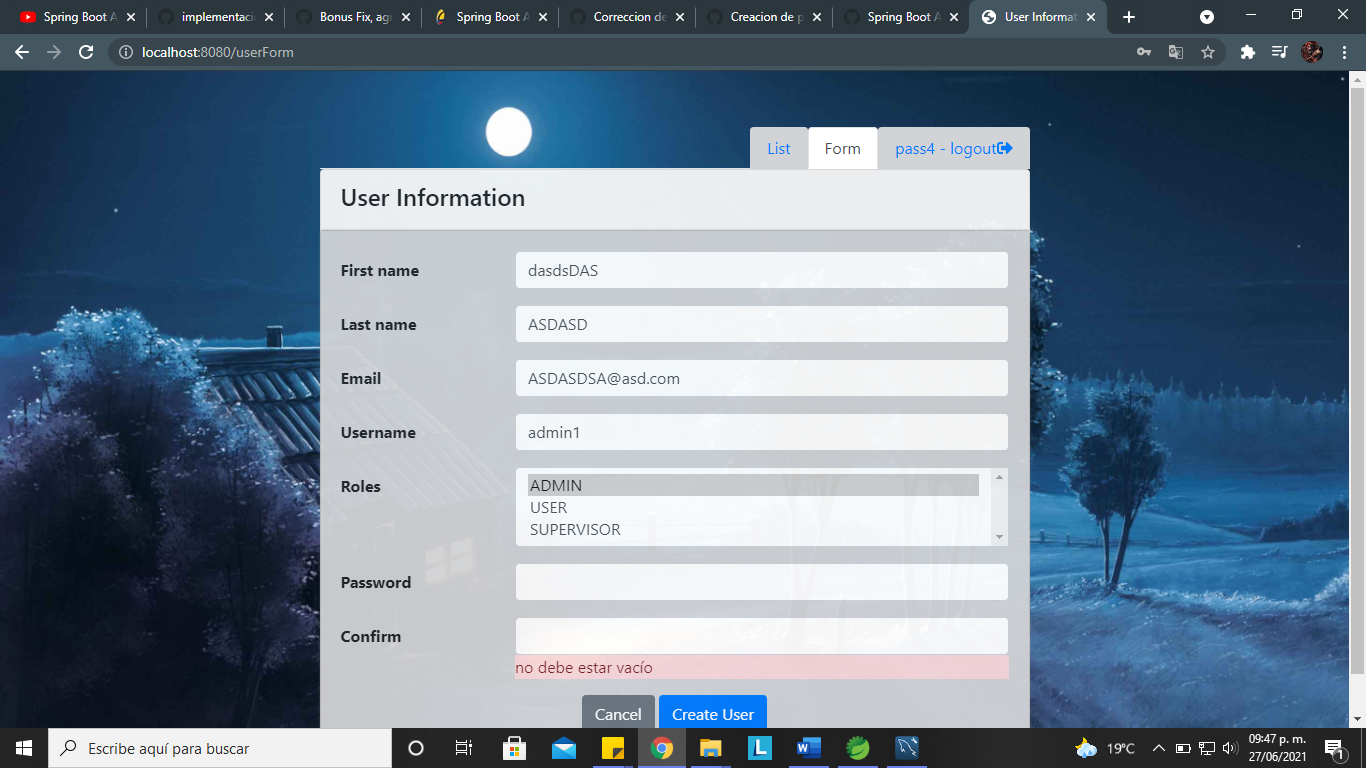 Spring Boot A
implementaci
Bonus Fix, ag
Spring Boot A
Correccion de
Creacion de p
Spring Boot A
User Informat
localhost:8080/userForm
List
Form
pass4 - logout
User Information
First name
dasdsDAS
Last name
ASDASD
Email
ASDASDSA@asd.com
Username
admin1
Roles
ADMIN
USER
SUPERVISOR
Password
Confirm
no debe estar vacío
Cancel
Create User
Escribe aquí para buscar
L
W
19°C
09:47 p. m.
27/06/2021
1